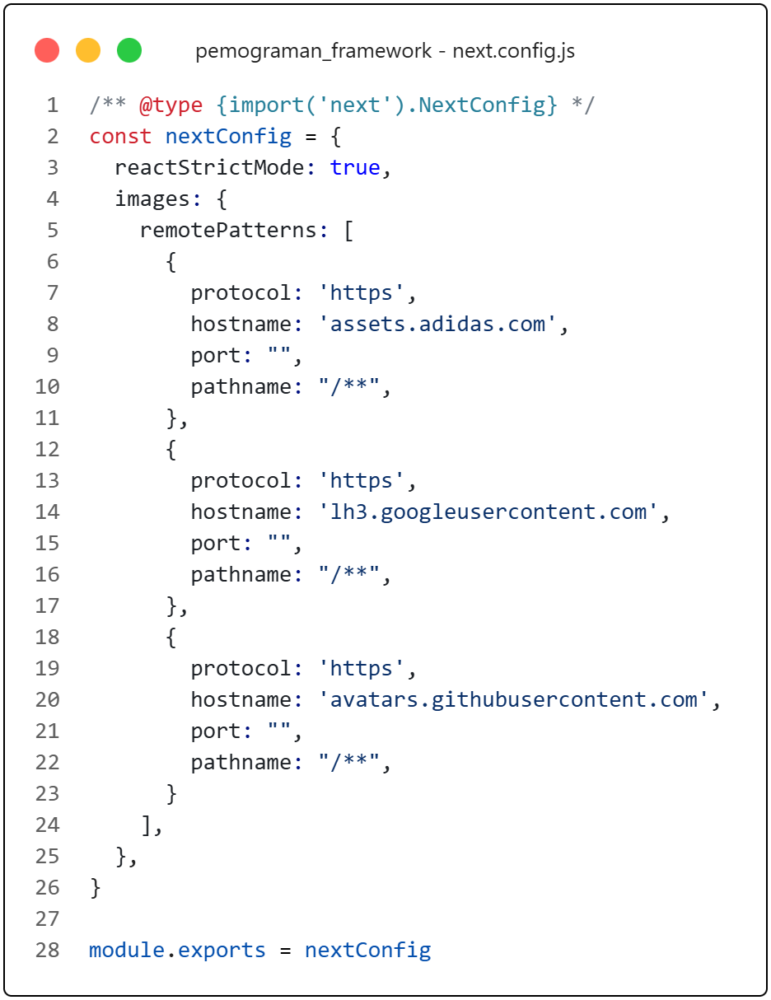 pemograman_framework - next.config.js
1 /** @type {import('next').NextConfig} */
2 const nextConfig = {
3   reactStrictMode: true,
4   images: {
5     remotePatterns: [
6       {
7         protocol: 'https',
8         hostname: 'assets.adidas.com',
9         port: "",
10         pathname: "/**",
11       },
12       {
13         protocol: 'https',
14         hostname: 'lh3.googleusercontent.com',
15         port: "",
16         pathname: "/**",
17       },
18       {
19         protocol: 'https',
20         hostname: 'avatars.githubusercontent.com',
21         port: "",
22         pathname: "/**",
23       }
24     ],
25   },
26 }
27
28 module.exports = nextConfig